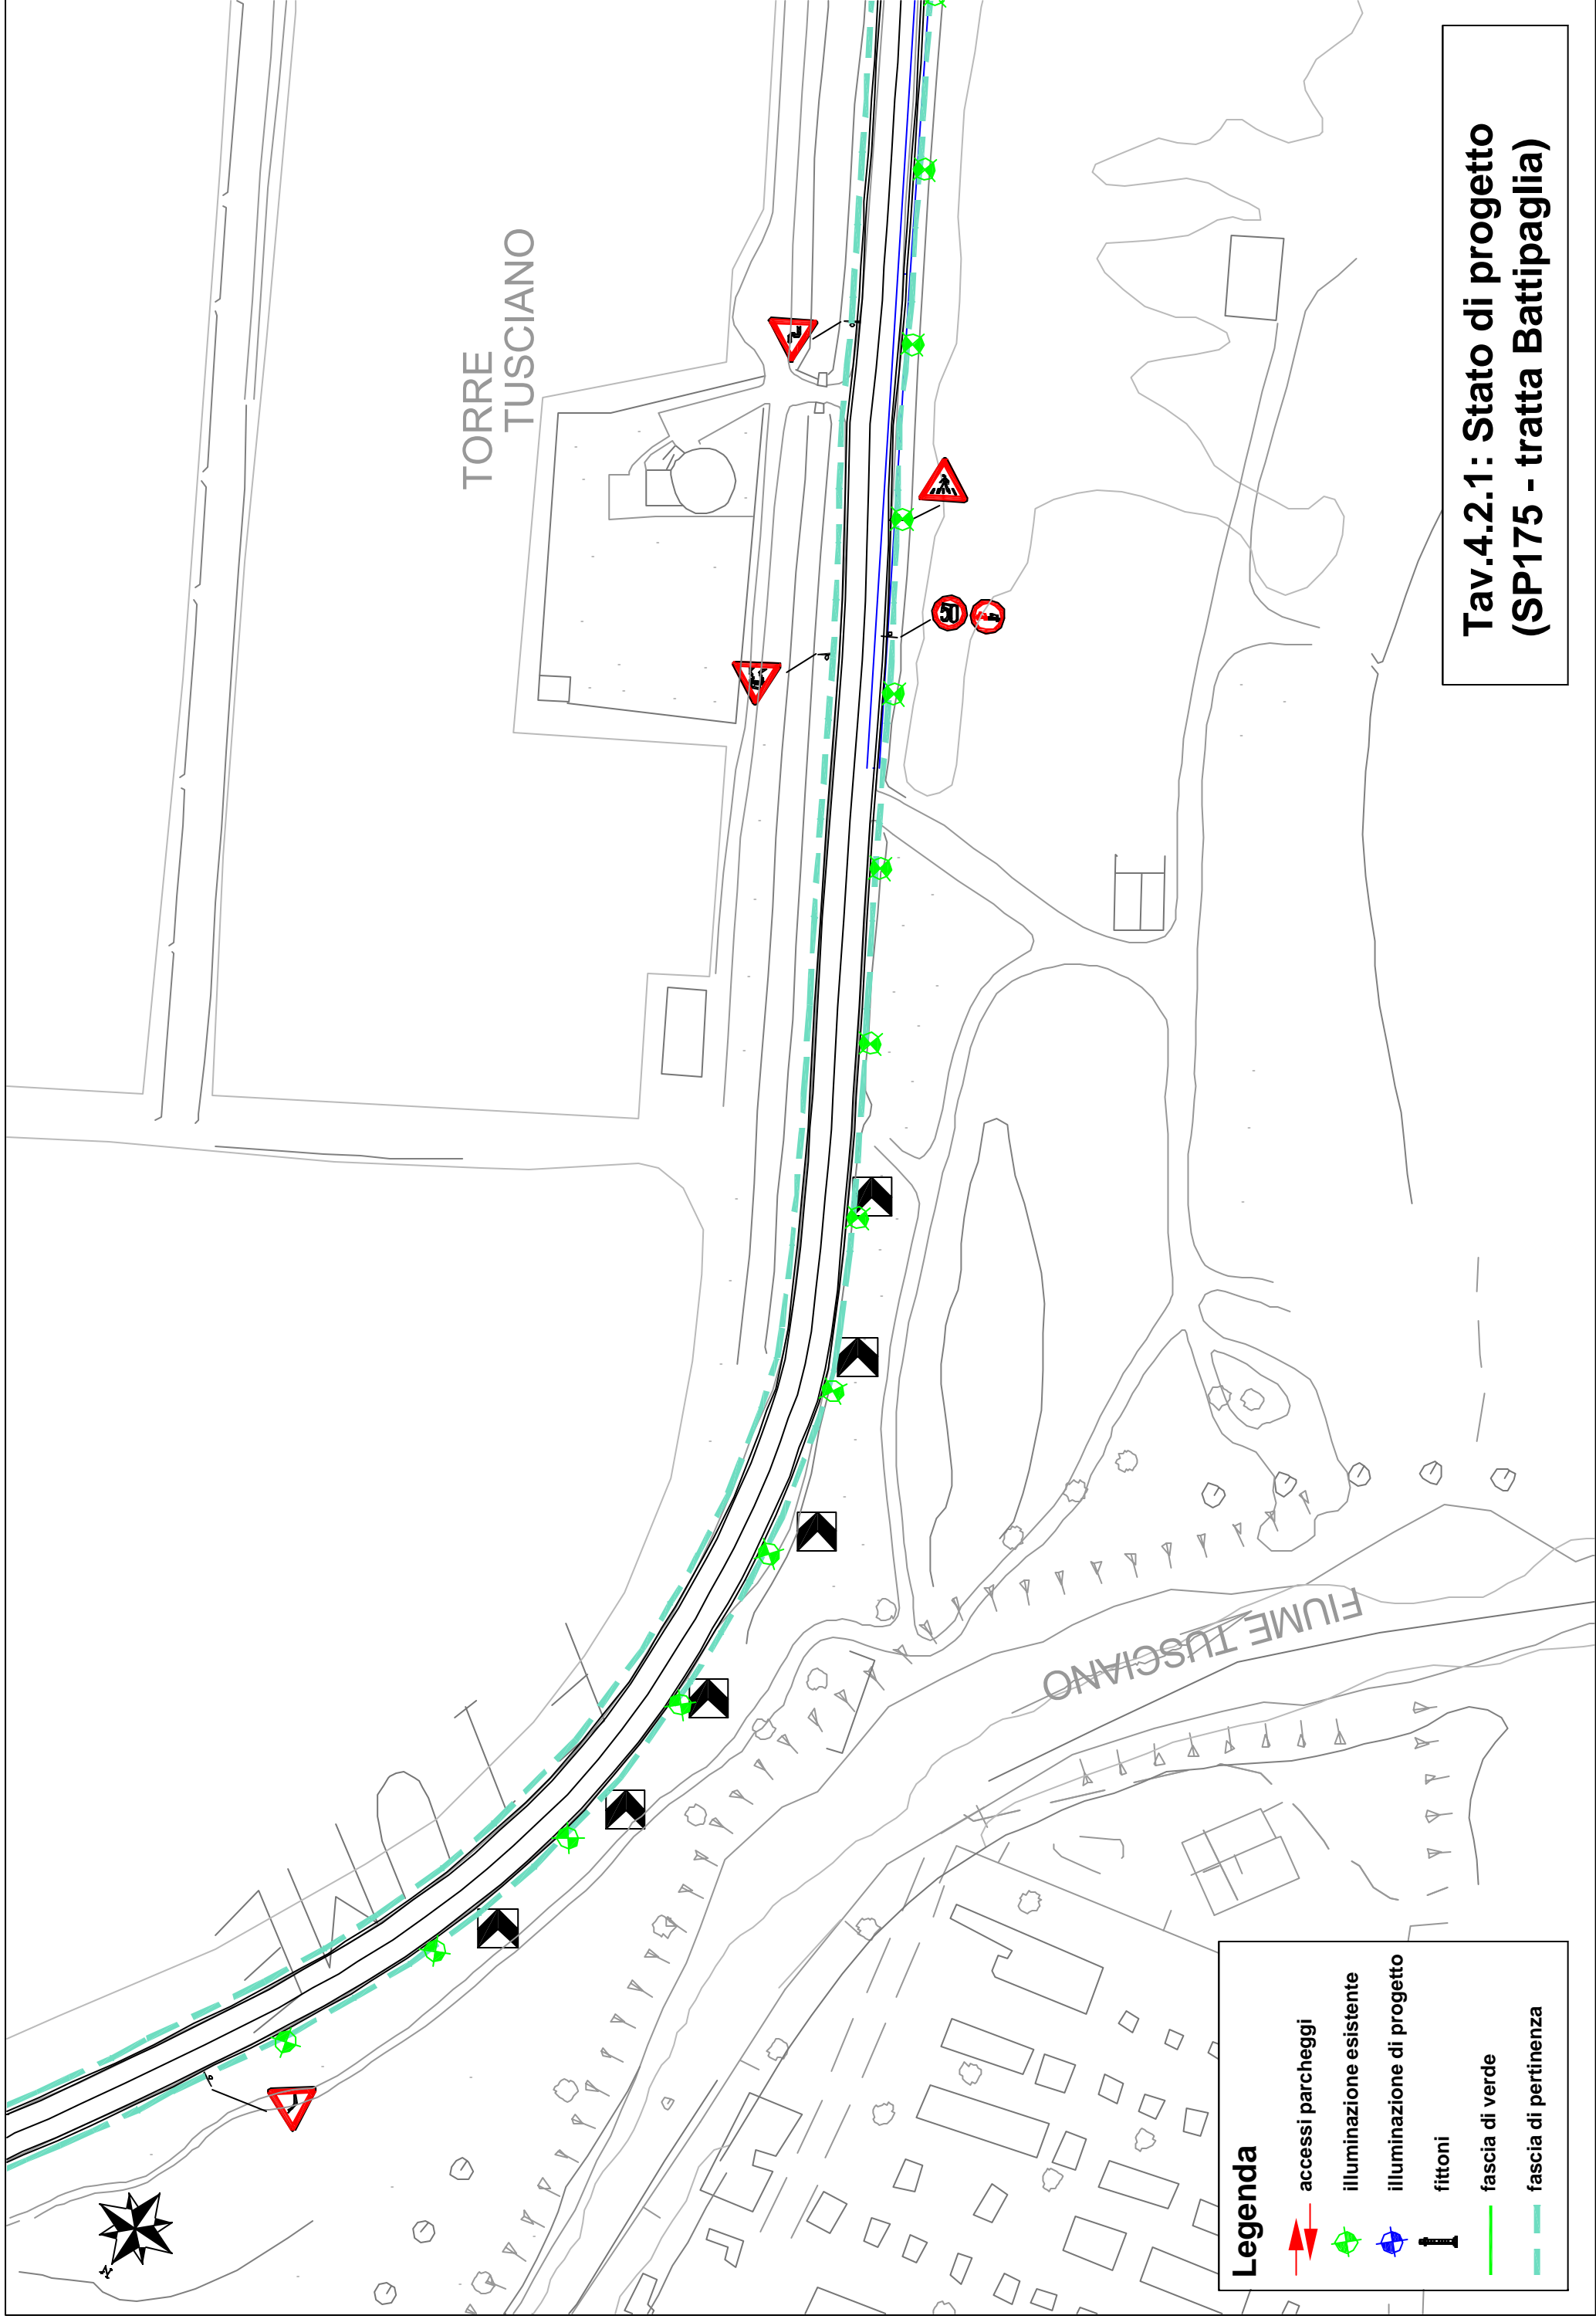 Tav.4.2.1: Stato di progetto
(SP175 - tratta Battipaglia)
TORRE
TUSCIANO
50
FIUME TUSCIANO
N
Legenda
accessi parcheggi
illuminazione esistente
illuminazione di progetto
fittoni
fascia di verde
fascia di pertinenza